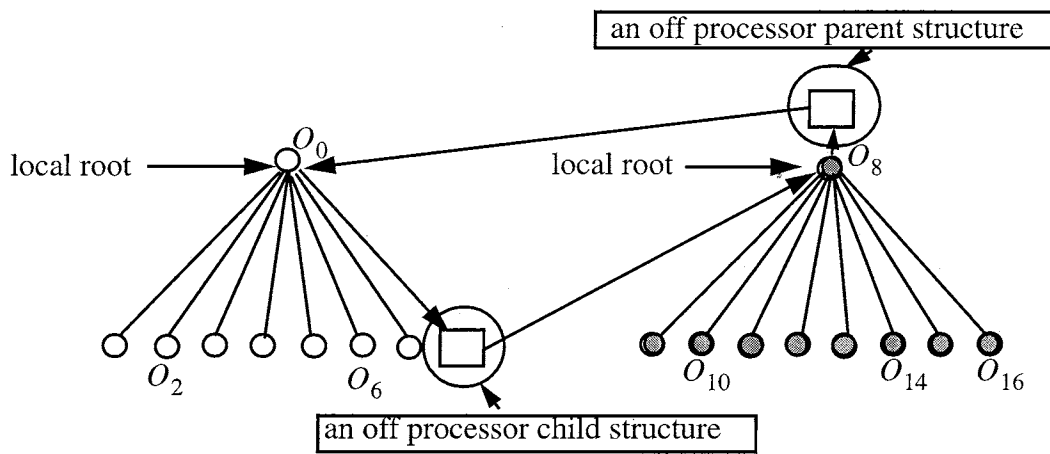 an off processor parent structure
O0
local root
local root
O8
O2
O6
O10
O14
O16
an off processor child structure